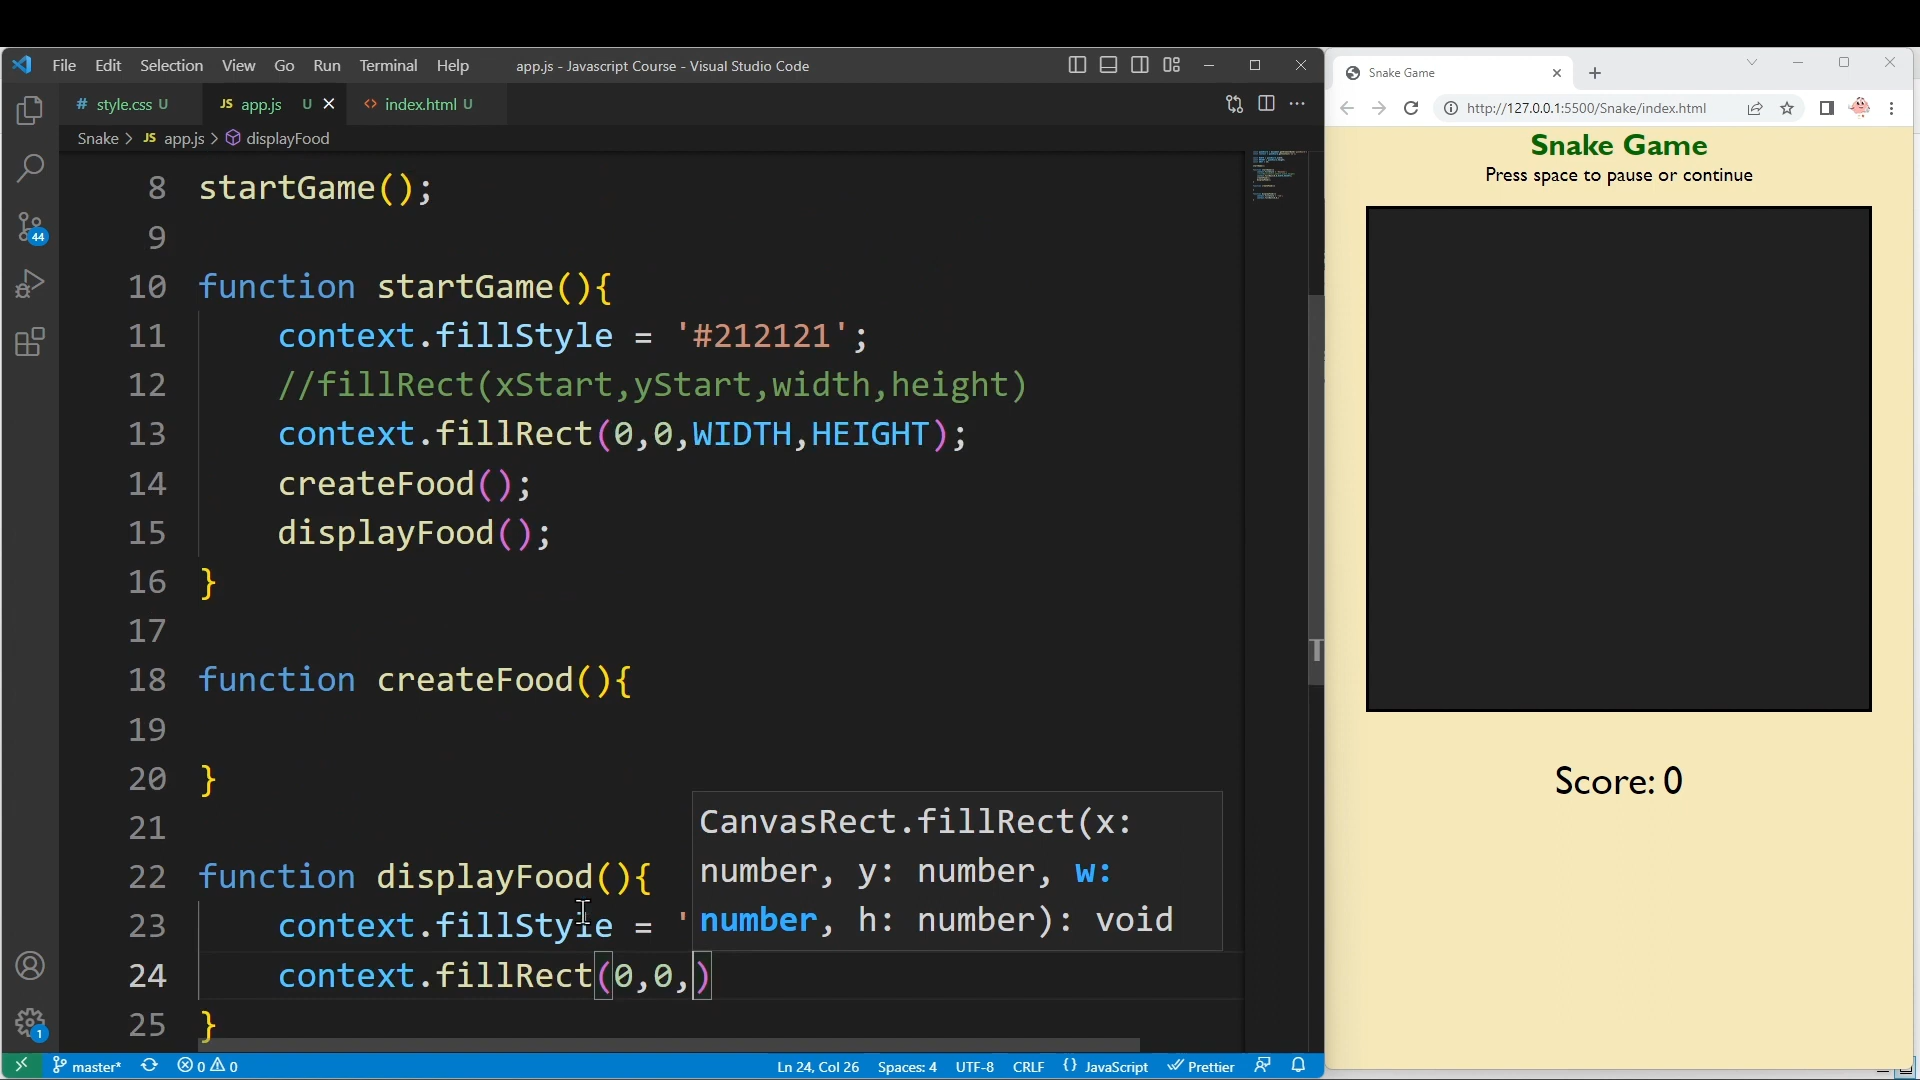 File Edit Selection View Go Run Terminal Help app.js - Javascript Course - Visual Studio Code
# style.css U JS app.js U <> index.html U
Snake > JS app.js > displayFood
8 startGame();
9
10 function startGame(){
11 context.fillStyle = '#212121';
12 //fillRect(xStart,yStart,width,height)
13 context.fillRect(0,0,WIDTH,HEIGHT);
14 createFood();
15 displayFood();
16 }
17
18 function createFood(){
19
20 }
21
22 function displayFood(){
23 context.fillStyle = '
24 context.fillRect(0,0,)
25 }
CanvasRect.fillRect(x:
number, y: number, w:
number, h: number): void
44
1
master* 0 0 Ln 24, Col 26 Spaces: 4 UTF-8 CRLF {} JavaScript Prettier
Snake Game
http://127.0.0.1:5500/Snake/index.html
Snake Game
Press space to pause or continue
Score: 0